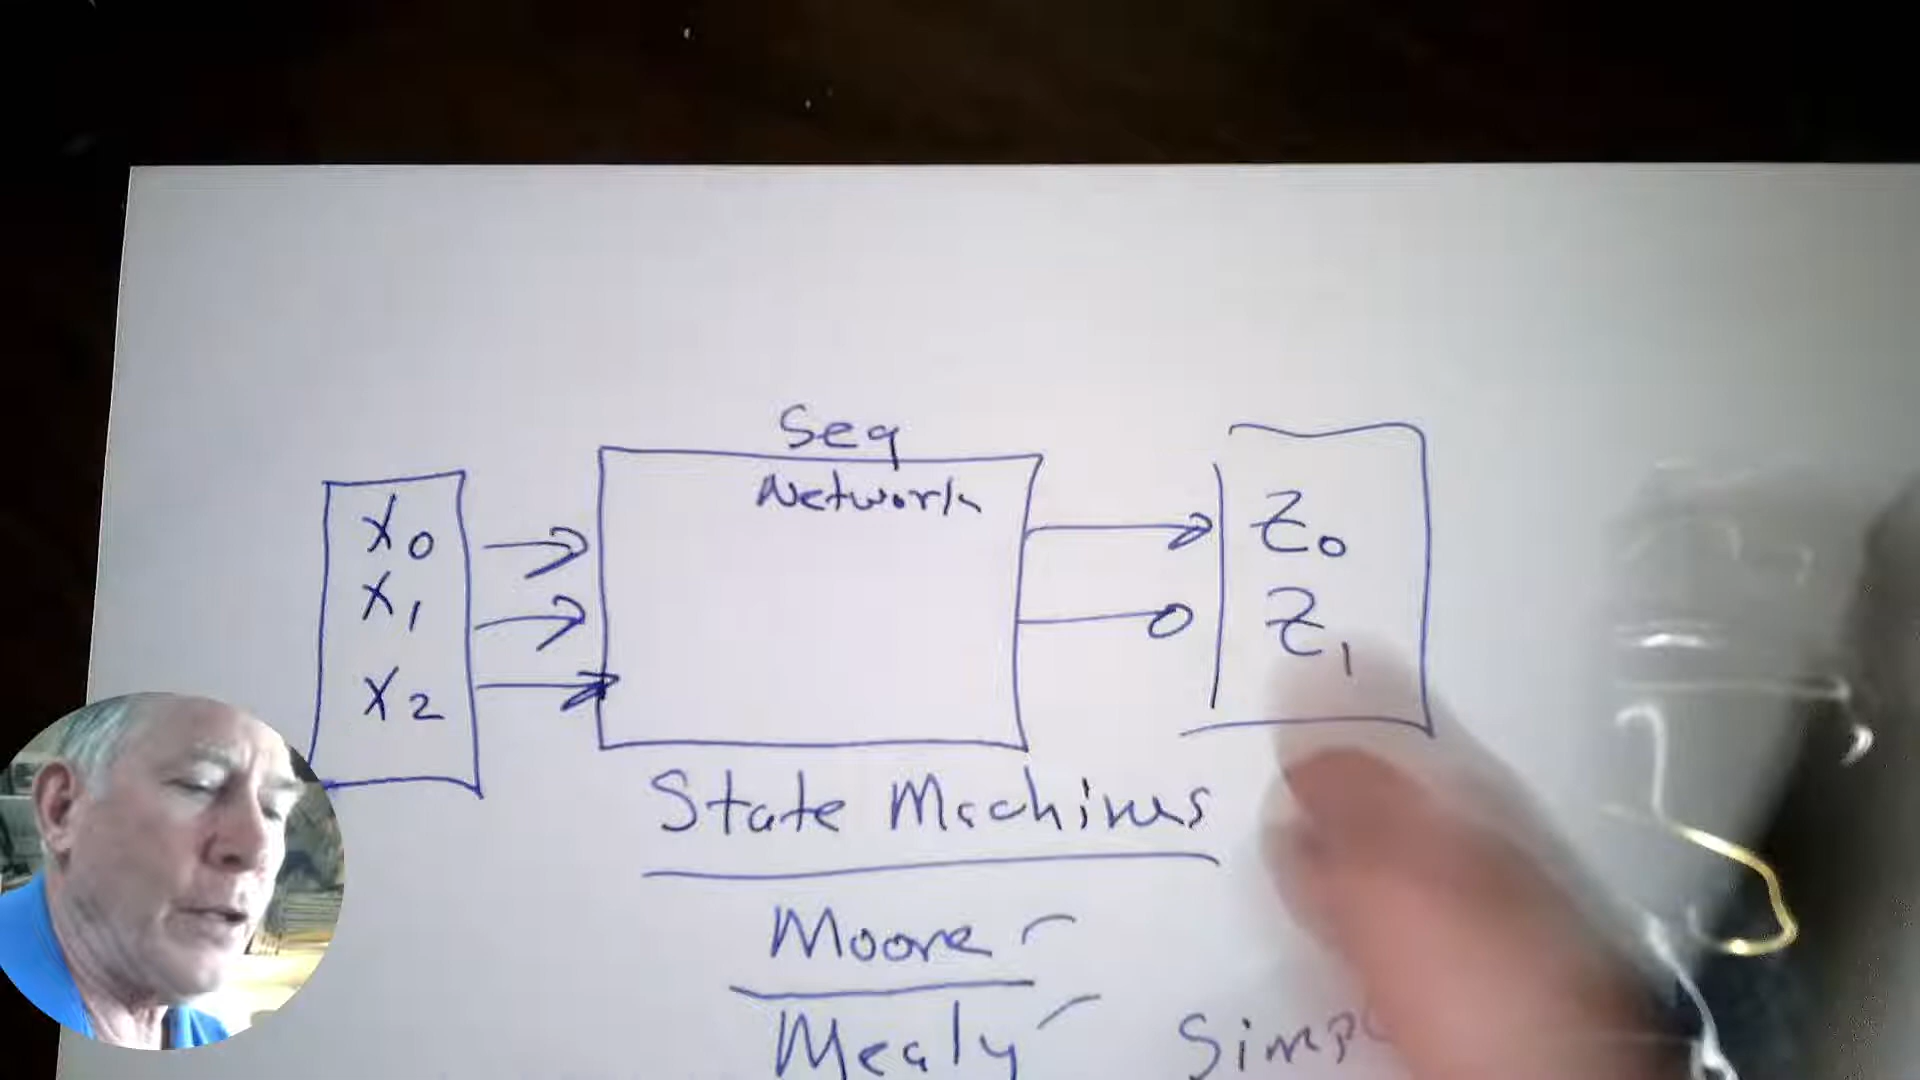 Seq
Network
X0
X1
X2
Z0
Z1
State Machines
Moore
Mealy